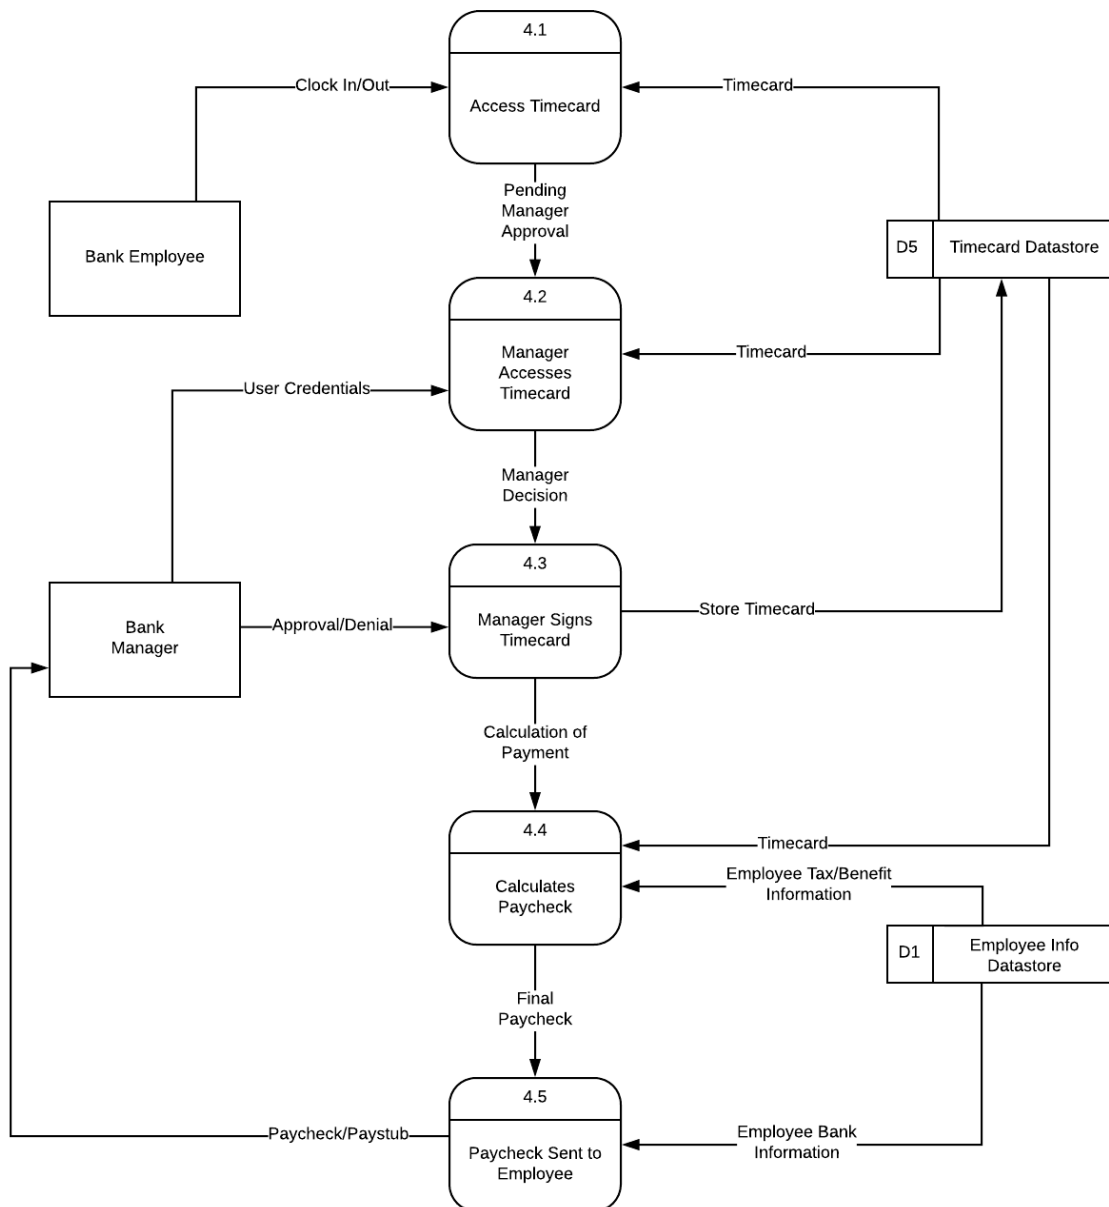 4.1
Clock In/Out
Timecard
Access Timecard
Pending
Manager
Approval
Bank Employee
D5
Timecard Datastore
4.2
Manager
Accesses
Timecard
Timecard
User Credentials
Manager
Decision
4.3
Bank
Manager
Approval/Denial
Manager Signs
Timecard
Store Timecard
Calculation of
Payment
4.4
Timecard
Calculates
Paycheck
Employee Tax/Benefit
Information
D1
Employee Info
Datastore
Final
Paycheck
4.5
Paycheck/Paystub
Paycheck Sent to
Employee
Employee Bank
Information